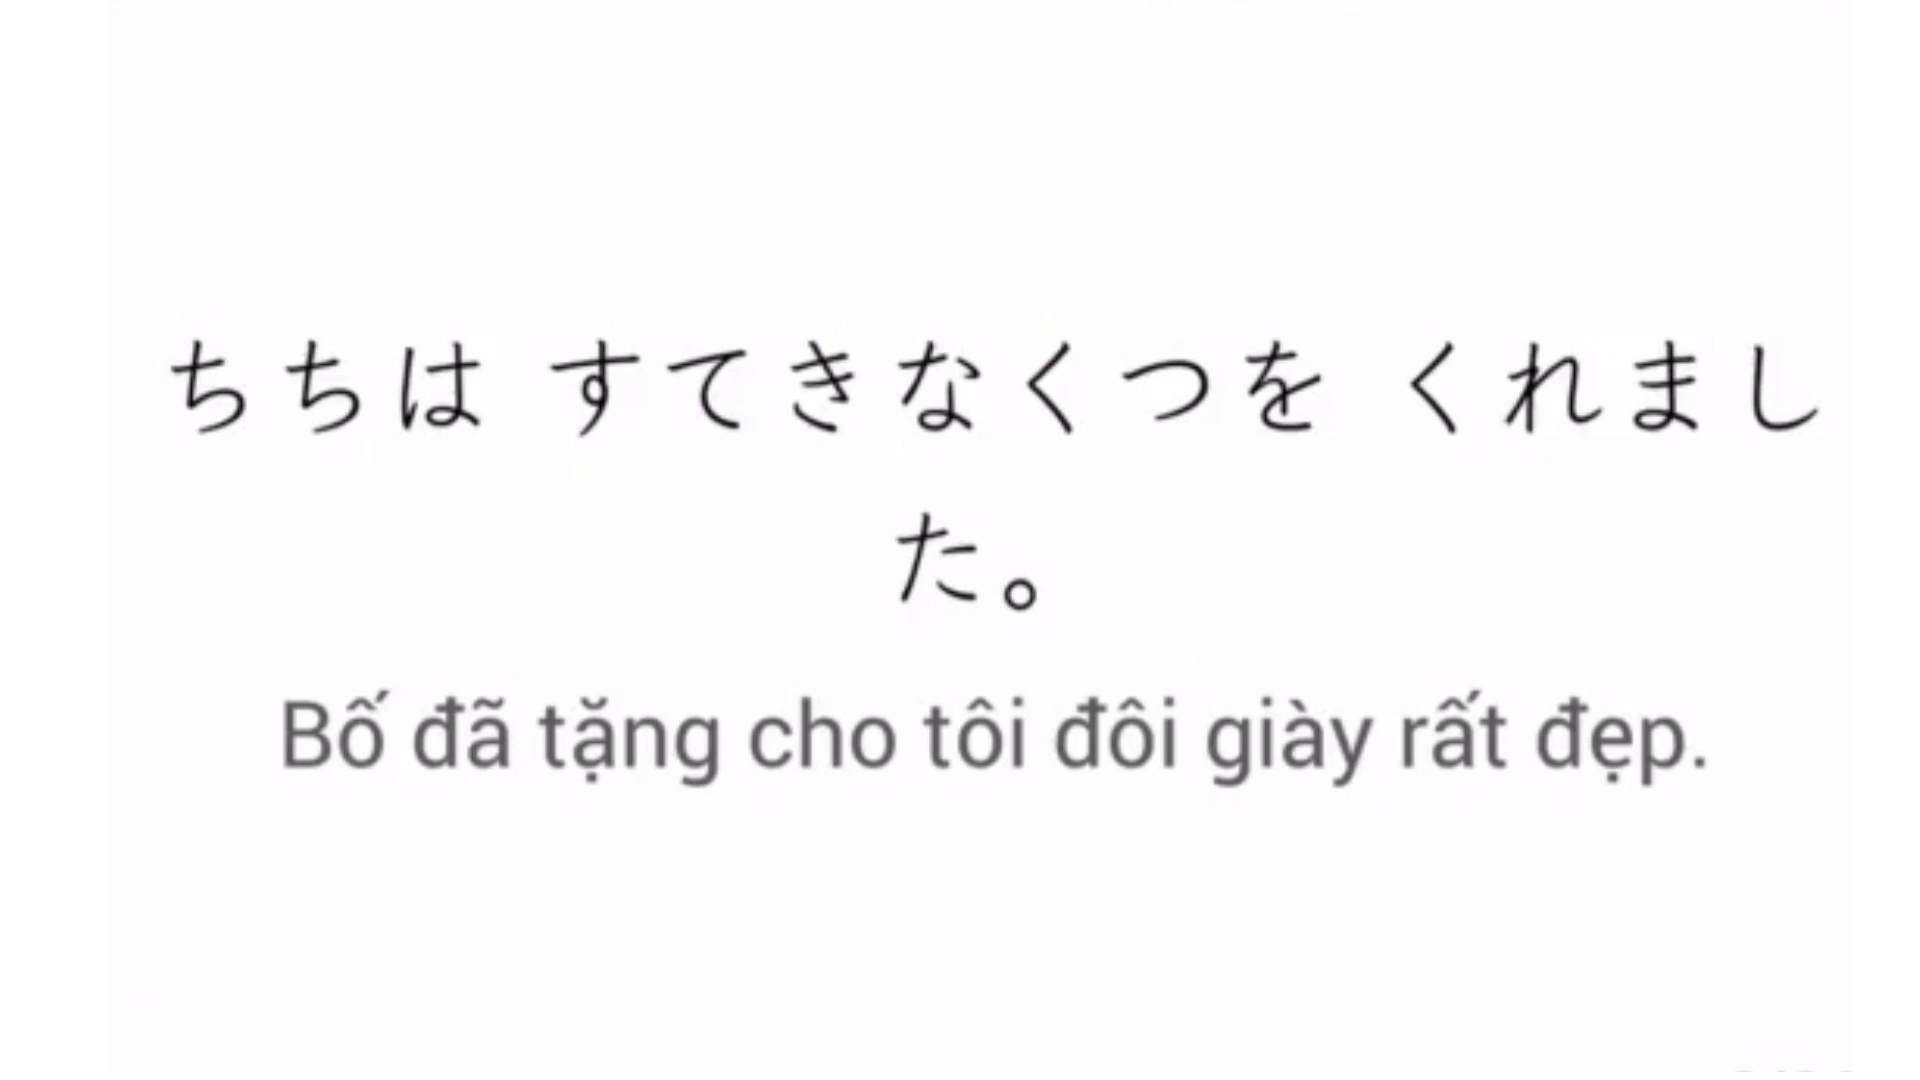 ちちは すてきなくつを くれまし
た。
Bố đã tặng cho tôi đôi giày rất đẹp.